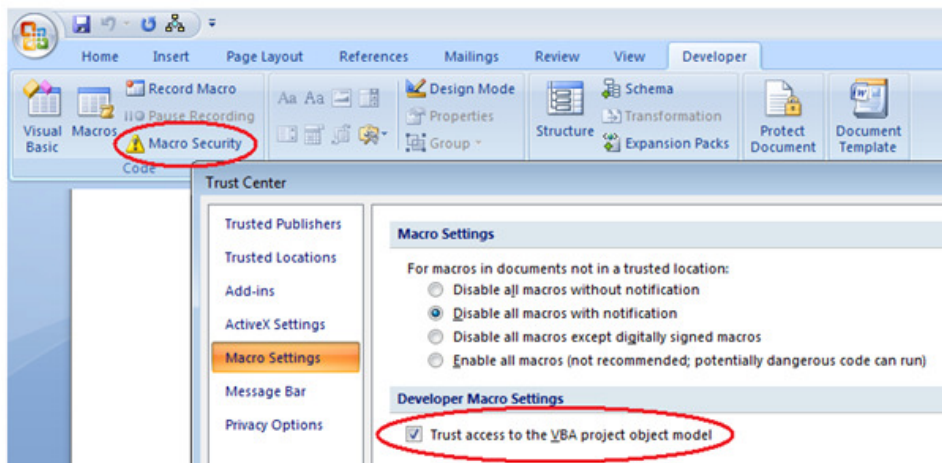 Home Insert Page Layout References Mailings Review View Developer
Visual Basic
Macros
Record Macro
Pause Recording
Macro Security
Code
Aa Aa
Design Mode
Properties
Group
Structure
Schema
Transformation
Expansion Packs
Protect Document
Document Template
Trust Center
Trusted Publishers
Trusted Locations
Add-ins
ActiveX Settings
Macro Settings
Message Bar
Privacy Options
Macro Settings
For macros in documents not in a trusted location:
Disable all macros without notification
Disable all macros with notification
Disable all macros except digitally signed macros
Enable all macros (not recommended; potentially dangerous code can run)
Developer Macro Settings
Trust access to the VBA project object model